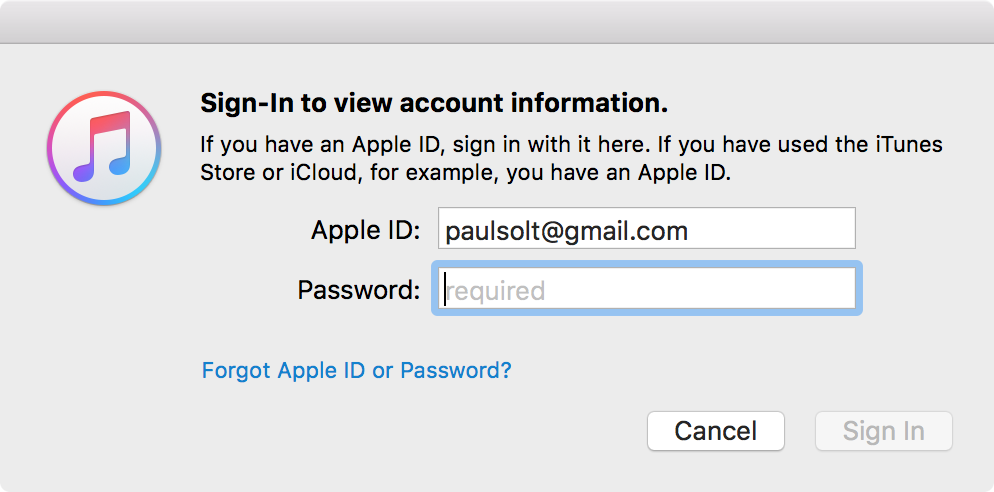 Sign-In to view account information.
If you have an Apple ID, sign in with it here. If you have used the iTunes
Store or iCloud, for example, you have an Apple ID.
Apple ID: paulsolt@gmail.com
Password: required
Forgot Apple ID or Password?
Cancel Sign In